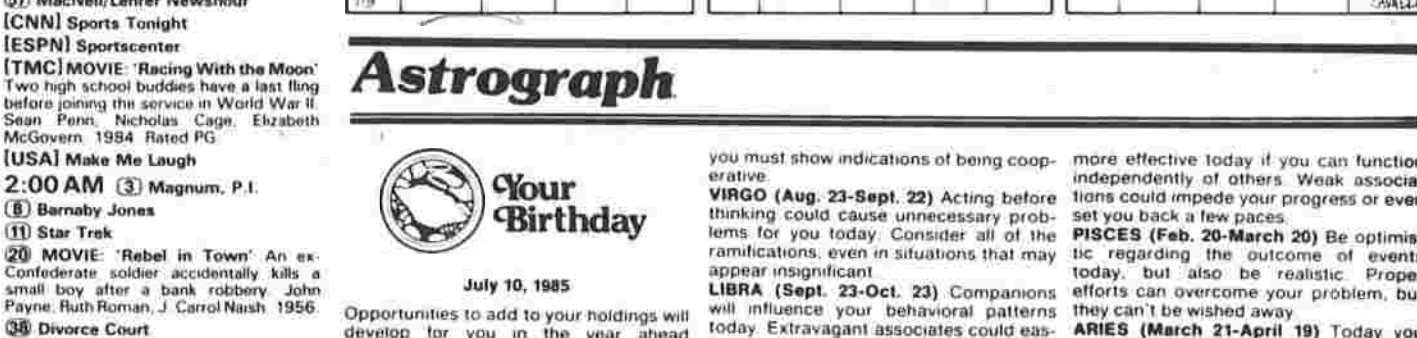 57 MacNeil/Lehrer Newshour
[CNN] Sports Tonight
[ESPN] Sportscenter
[TMC] MOVIE: 'Racing With the Moon'
Two high school buddies have a last fling
before joining the service in World War II.
Sean Penn, Nicholas Cage, Elizabeth
McGovern. 1984. Rated PG.
[USA] Make Me Laugh
2:00 AM 3 Magnum, P.I.
8 Barnaby Jones
11 Star Trek
20 MOVIE: 'Rebel in Town' An ex-
Confederate soldier accidentally kills a
small boy after a bank robbery. John
Payne, Ruth Roman, J. Carrol Naish. 1956.
38 Divorce Court
Astrograph
Your
Birthday
July 10, 1985
Opportunities to add to your holdings will
develop for you in the year ahead
you must show indications of being coop-
erative.
VIRGO (Aug. 23-Sept. 22) Acting before
thinking could cause unnecessary prob-
lems for you today. Consider all of the
ramifications, even in situations that may
appear insignificant.
LIBRA (Sept. 23-Oct. 23) Companions
will influence your behavioral patterns
today. Extravagant associates could eas-
more effective today if you can function
independently of others. Weak associa-
tions could impede your progress or even
set you back a few paces.
PISCES (Feb. 20-March 20) Be optimis-
tic regarding the outcome of events
today, but also be realistic. Proper
efforts can overcome your problem, but
they can't be wished away.
ARIES (March 21-April 19) Today you